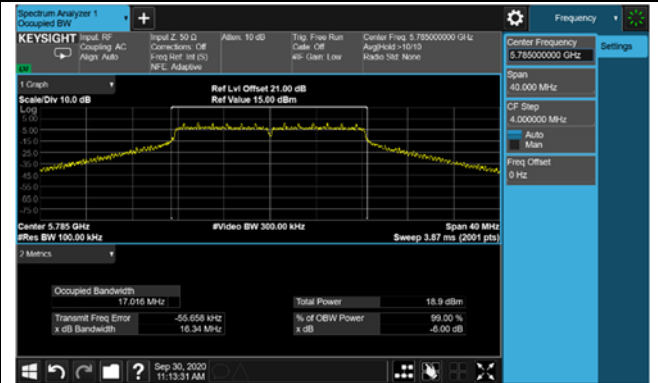 Spectrum Analyzer 1
Occupied BW
Frequency
KEYSIGHT
Input: RF
Coupling: AC
Align: Auto
Input Z: 50 Ω
Corrections: Off
Freq Ref: Int (S)
NFE: Adaptive
Atten: 10 dB
Trig: Free Run
Gate: Off
#IF Gain: Low
Center Freq: 5.785000000 GHz
Avg|Hold:>10/10
Radio Std: None
1 Graph
Scale/Div 10.0 dB
Ref Lvl Offset 21.00 dB
Ref Value 15.00 dBm
Log
5.00
-5.00
-15.0
-25.0
-35.0
-45.0
-55.0
-65.0
-75.0
Center 5.785 GHz
#Video BW 300.00 kHz
Span 40 MHz
#Res BW 100.00 kHz
Sweep 3.87 ms (2001 pts)
2 Metrics
Occupied Bandwidth
17.016 MHz
Total Power
18.9 dBm
Transmit Freq Error
-55.658 kHz
% of OBW Power
99.00 %
x dB Bandwidth
16.34 MHz
x dB
-6.00 dB
Center Frequency
5.785000000 GHz
Settings
Span
40.000 MHz
CF Step
4.000000 MHz
Auto
Man
Freq Offset
0 Hz
?
Sep 30, 2020
11:13:31 AM